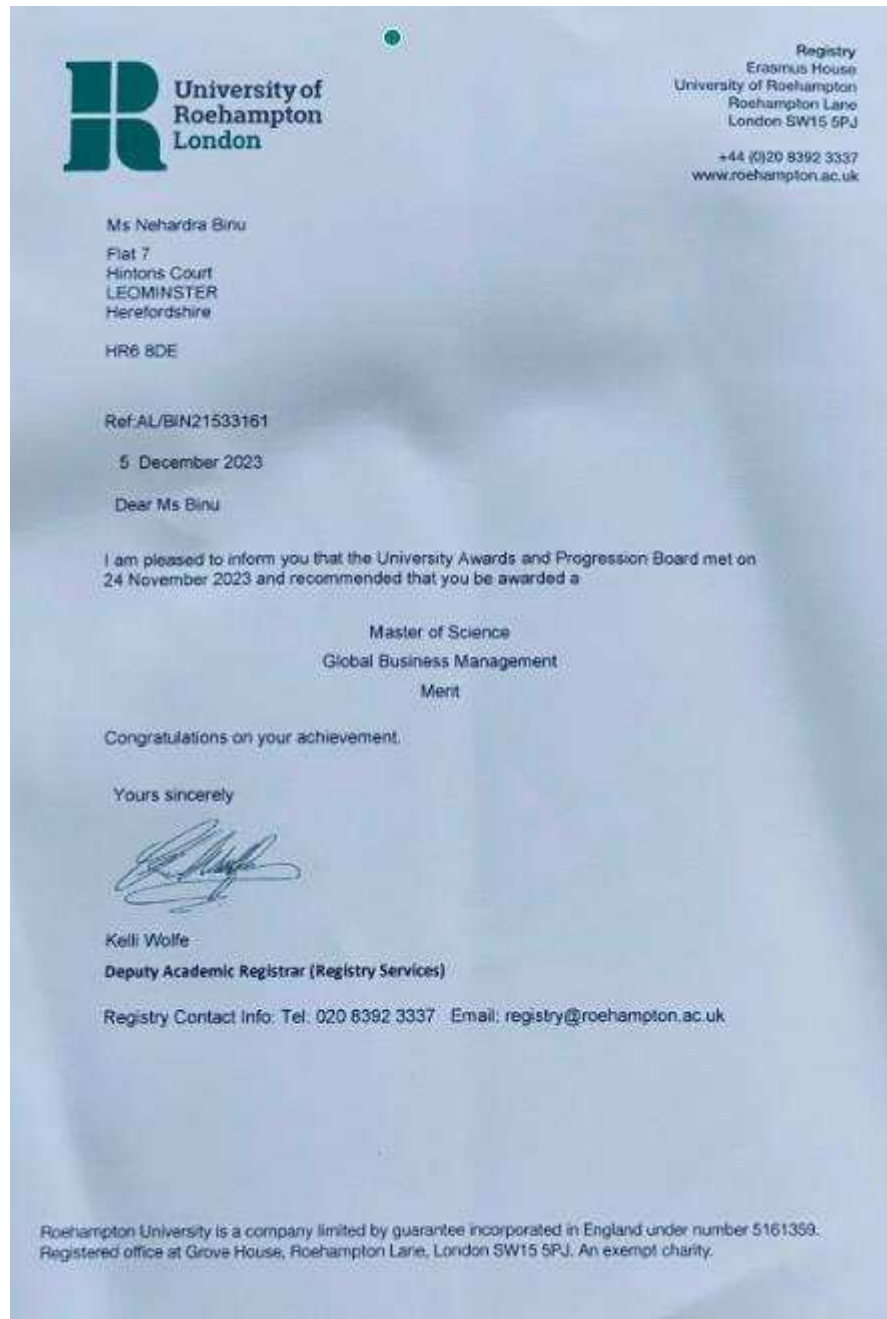 University of
Roehampton
London
Registry
Erasmus House
University of Roehampton
Roehampton Lane
London SW15 5PJ
+44 (0)20 8392 3337
www.roehampton.ac.uk
Ms Nehardra Binu
Flat 7
Hintons Court
LEOMINSTER
Herefordshire
HR6 8DE
Ref:AL/BIN21533161
5 December 2023
Dear Ms Binu
I am pleased to inform you that the University Awards and Progression Board met on
24 November 2023 and recommended that you be awarded a
Master of Science
Global Business Management
Merit
Congratulations on your achievement.
Yours sincerely
Kelli Wolfe
Deputy Academic Registrar (Registry Services)
Registry Contact Info: Tel: 020 8392 3337 Email: registry@roehampton.ac.uk
Roehampton University is a company limited by guarantee incorporated in England under number 5161359.
Registered office at Grove House, Roehampton Lane, London SW15 5PJ. An exempt charity.